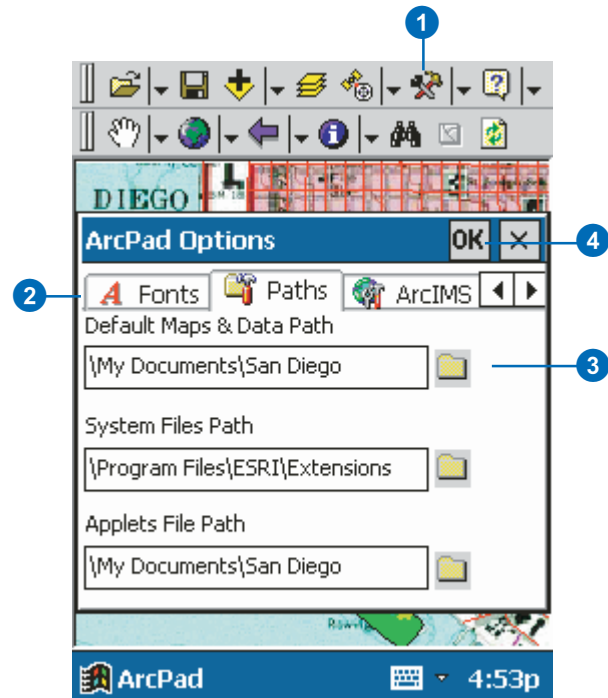 1
DIEGO
ArcPad Options OK ×
4
2
Fonts Paths ArcIMS
Default Maps & Data Path
\My Documents\San Diego
3
System Files Path
\Program Files\ESRI\Extensions
Applets File Path
\My Documents\San Diego
ArcPad 4:53p